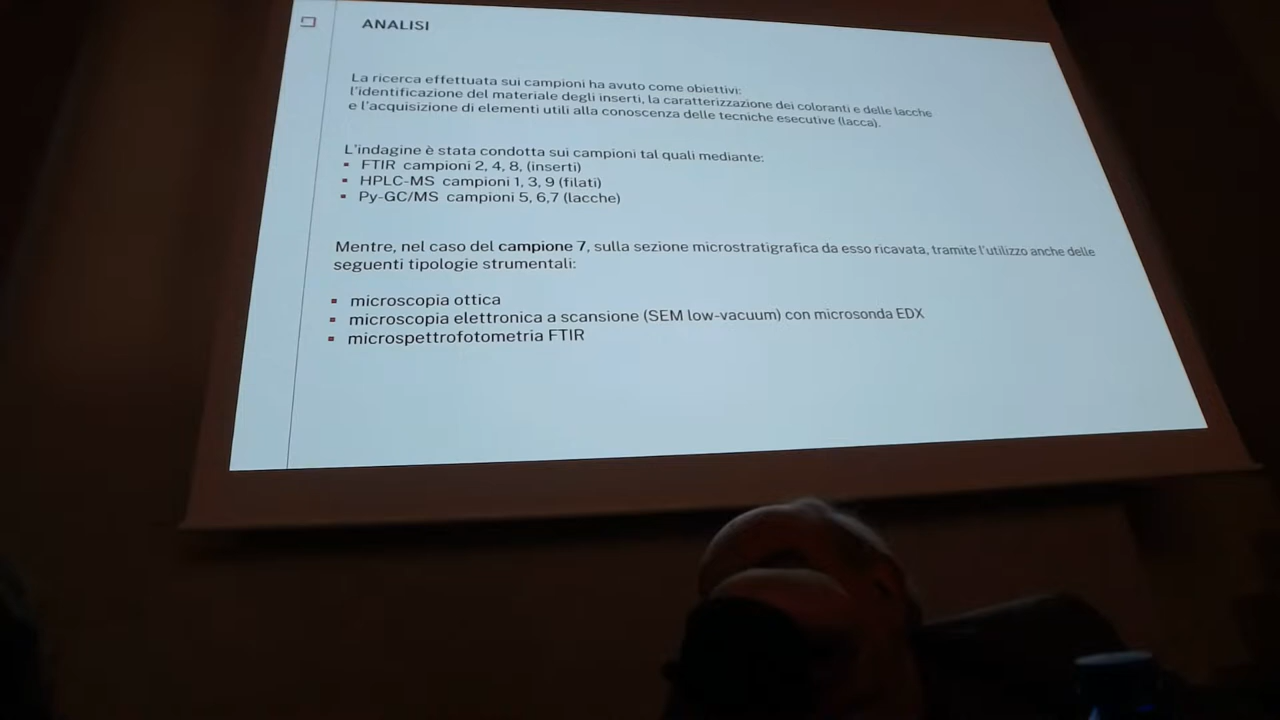 ANALISI
La ricerca effettuata sui campioni ha avuto come obiettivi:
l'identificazione del materiale degli inserti, la caratterizzazione dei coloranti e delle lacche
e l'acquisizione di elementi utili alla conoscenza delle tecniche esecutive (lacca).
L'indagine è stata condotta sui campioni tal quali mediante:
▪ FTIR campioni 2, 4, 8, (inserti)
▪ HPLC-MS campioni 1, 3, 9 (filati)
▪ Py-GC/MS campioni 5, 6,7 (lacche)
Mentre, nel caso del campione 7, sulla sezione microstratigrafica da esso ricavata, tramite l'utilizzo anche delle
seguenti tipologie strumentali:
▪ microscopia ottica
▪ microscopia elettronica a scansione (SEM low-vacuum) con microsonda EDX
▪ microspettrofotometria FTIR